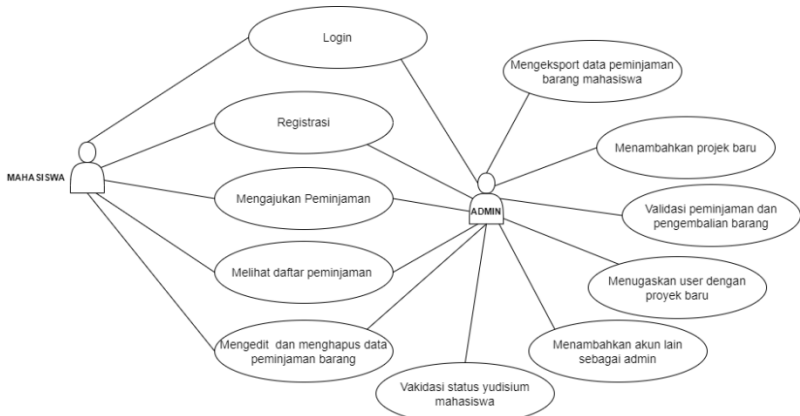 Login
Mengeksport data peminjaman
barang mahasiswa
Registrasi
Menambahkan projek baru
MAHASISWA
Mengajukan Peminjaman
ADMIN
Validasi peminjaman dan
pengembalian barang
Melihat daftar peminjaman
Menugaskan user dengan
proyek baru
Mengedit dan menghapus data
peminjaman barang
Menambahkan akun lain
sebagai admin
Vakidasi status yudisium
mahasiswa